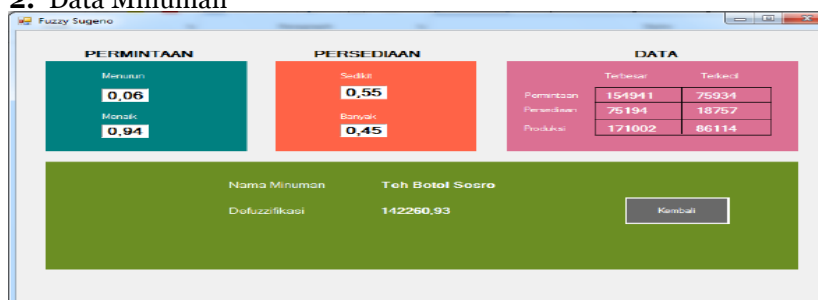 2. Data Minuman
Fuzzy Sugeno
PERMINTAAN
Menurun
0,06
Menaik
0,94
PERSEDIAAN
Sedikit
0,55
Banyak
0,45
DATA
Terbesar Terkecil
Permintaan 154941 75934
Persediaan 75194 18757
Produksi 171002 86114
Nama Minuman Teh Botol Sosro
Defuzzifikasi 142260,93
Kembali